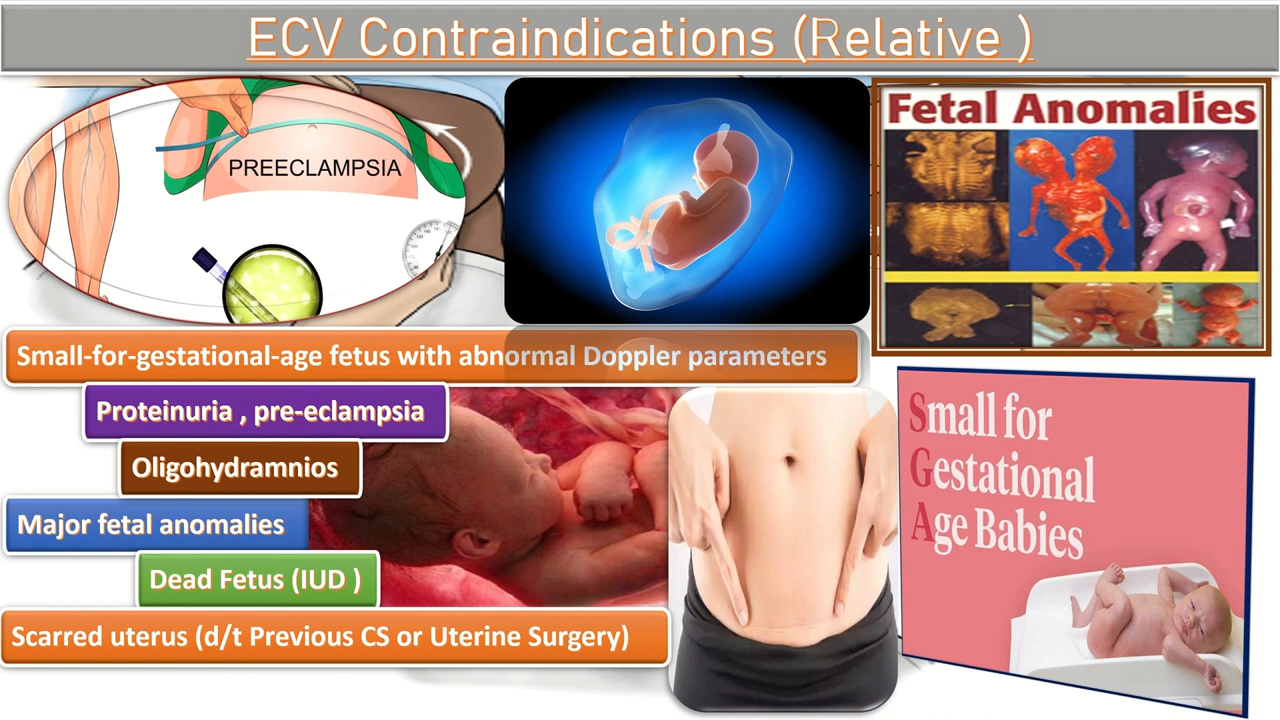 ECV Contraindications (Relative )
PREECLAMPSIA
Fetal Anomalies
Small-for-gestational-age fetus with abnormal Doppler parameters
Proteinuria , pre-eclampsia
Oligohydramnios
Major fetal anomalies
Dead Fetus (IUD )
Scarred uterus (d/t Previous CS or Uterine Surgery)
Small for
Gestational
Age Babies